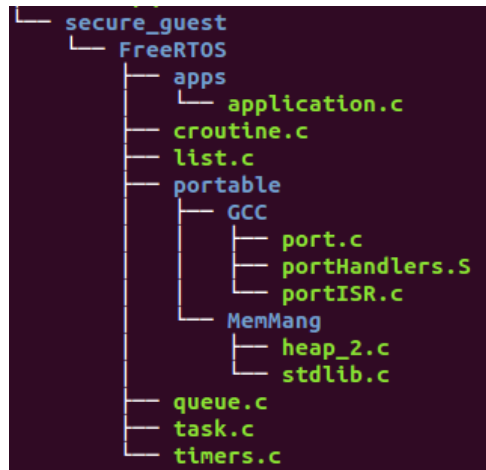 secure_guest
FreeRTOS
apps
application.c
croutine.c
list.c
portable
GCC
port.c
portHandlers.S
portISR.c
MemMang
heap_2.c
stdlib.c
queue.c
task.c
timers.c